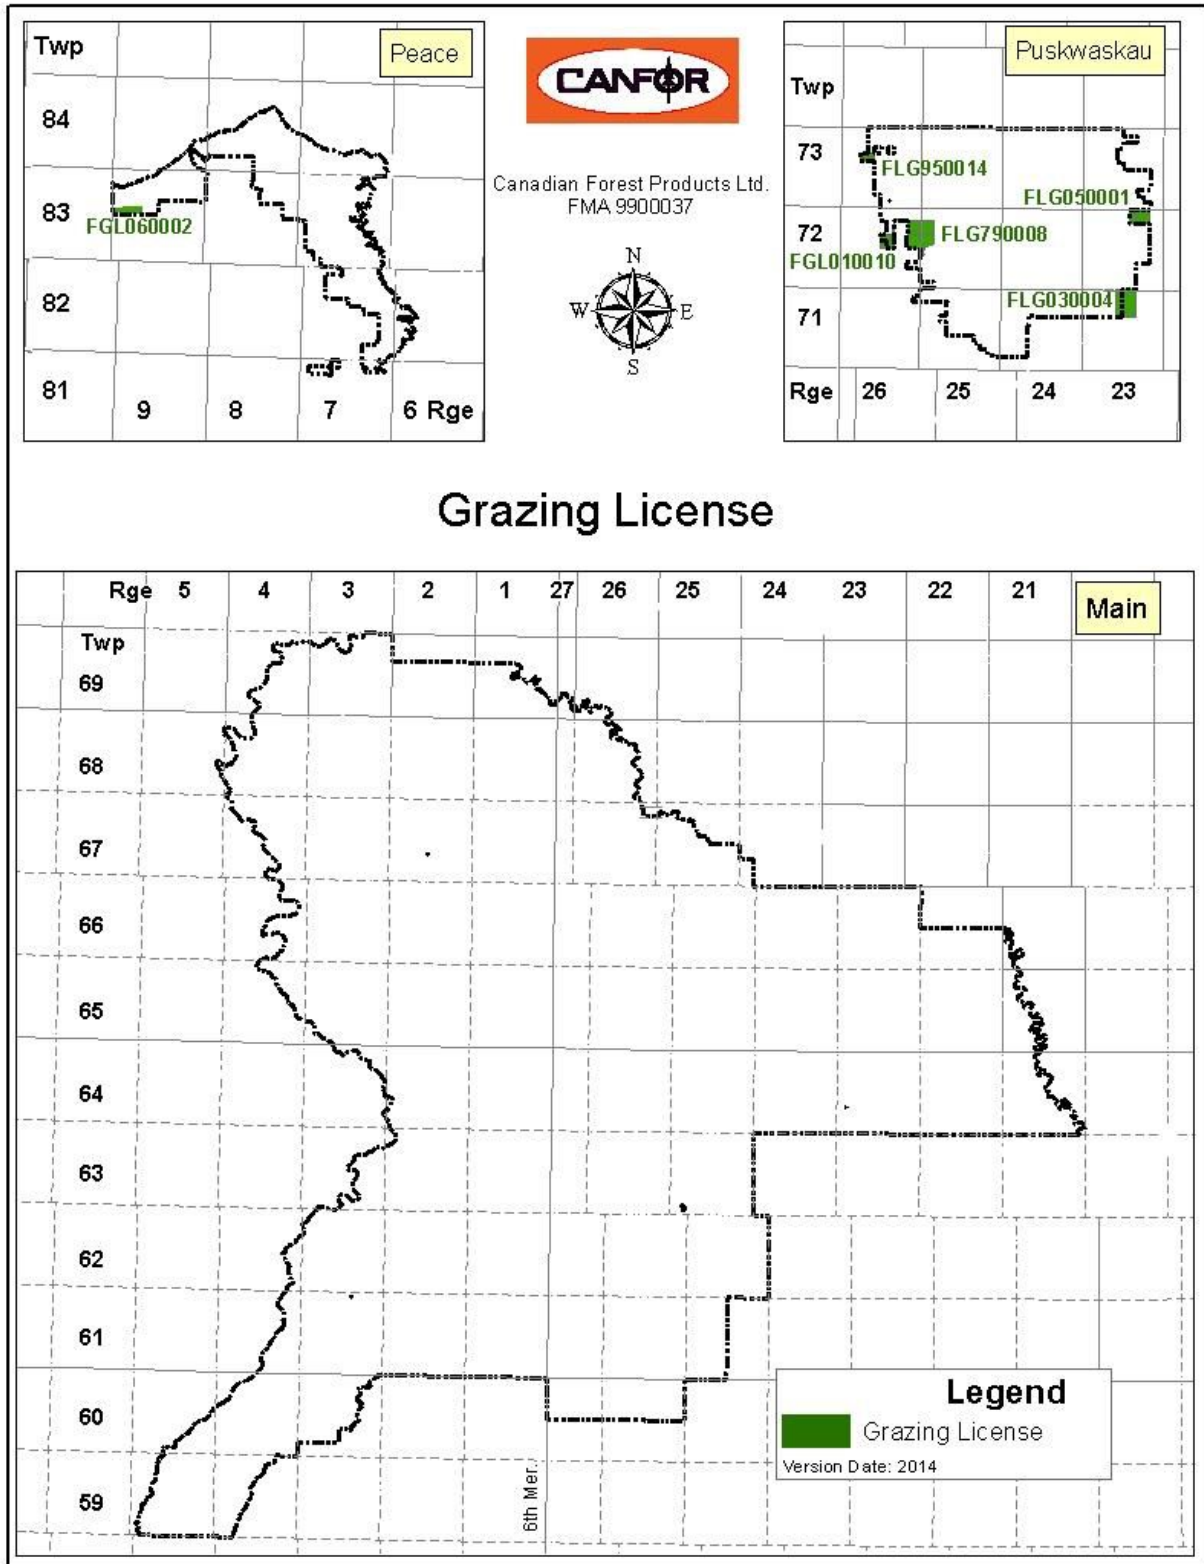 Twp
Peace
84
83
FGL060002
82
81
9 8 7 6 Rge
CANFOR
Canadian Forest Products Ltd.
FMA 9900037
N
W E
S
Puskwaskau
Twp
73
FLG950014
FLG050001
72
FLG790008
FGL010010
FLG030004
71
Rge 26 25 24 23
Grazing License
Rge 5 4 3 2 1 27 26 25 24 23 22 21
Main
Twp
69
68
67
66
65
64
63
62
61
60
59
6th Mer.
Legend
Grazing License
Version Date: 2014